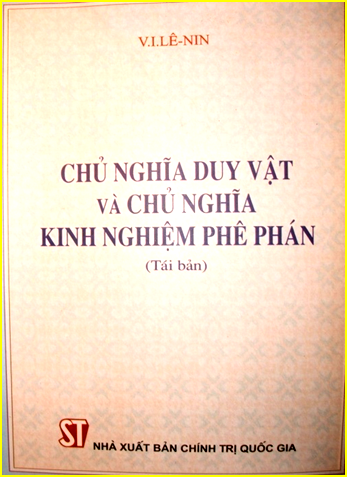 V.I.LÊ-NIN
CHỦ NGHĨA DUY VẬT
VÀ CHỦ NGHĨA
KINH NGHIỆM PHÊ PHÁN
(Tái bản)
ST NHÀ XUẤT BẢN CHÍNH TRỊ QUỐC GIA